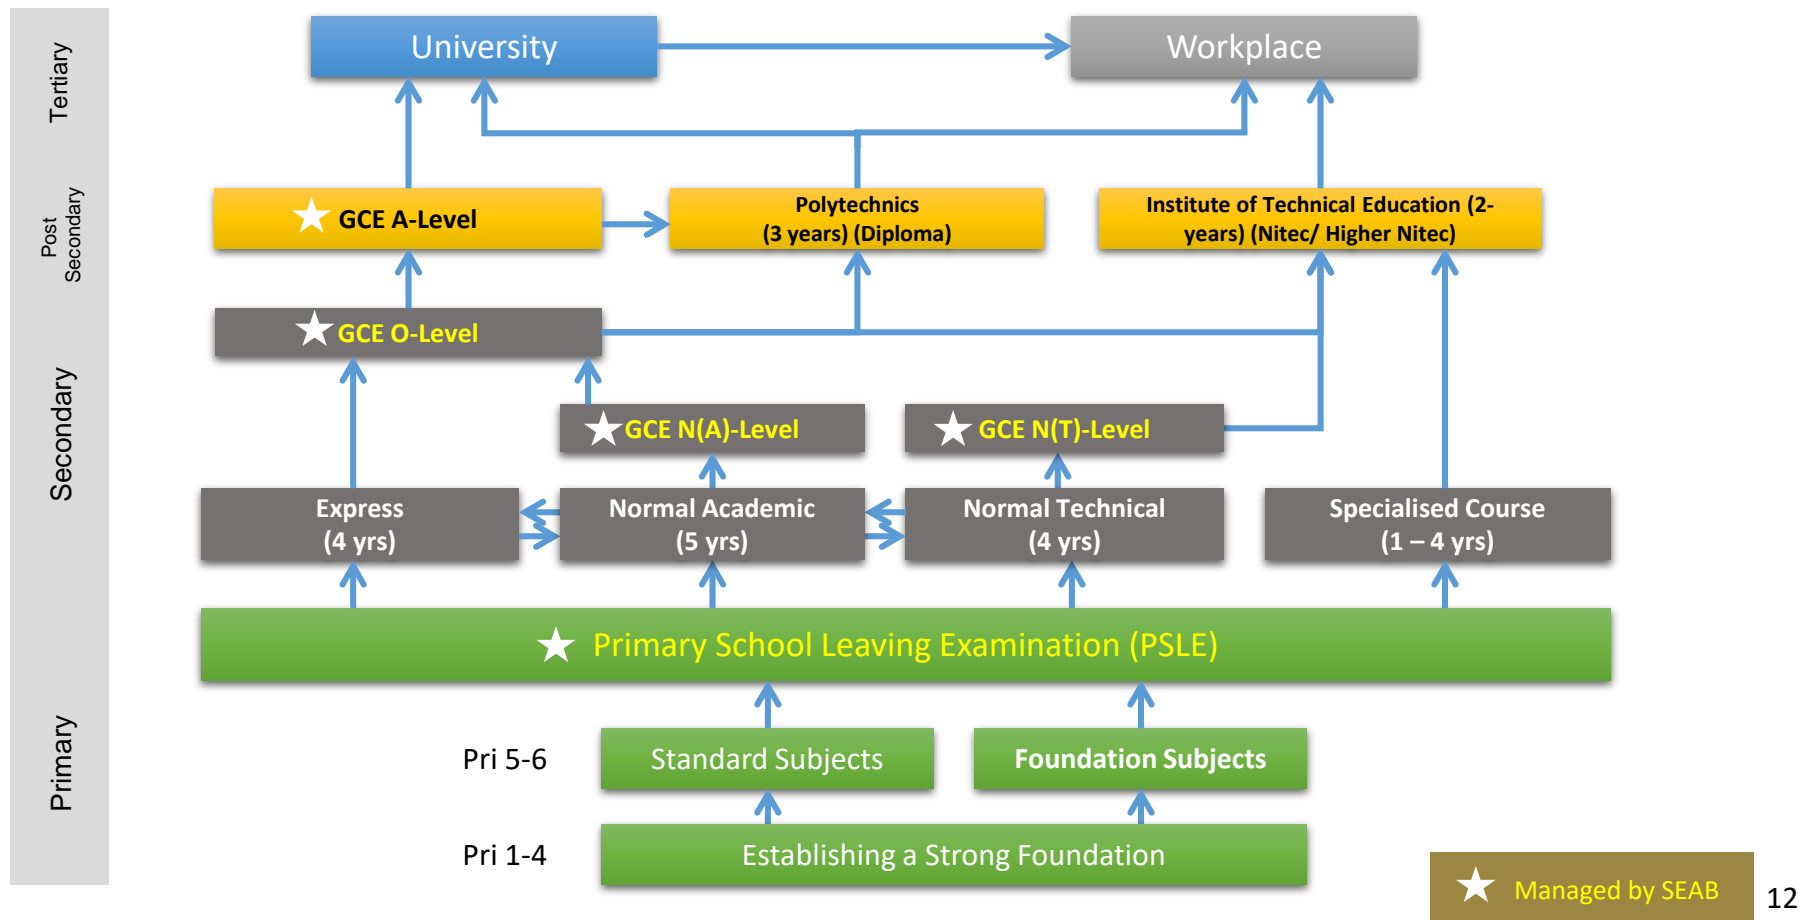 Tertiary
University
Workplace
Post
Secondary
GCE A-Level
Polytechnics
(3 years) (Diploma)
Institute of Technical Education (2-
years) (Nitec/ Higher Nitec)
Secondary
GCE O-Level
GCE N(A)-Level
GCE N(T)-Level
Express
(4 yrs)
Normal Academic
(5 yrs)
Normal Technical
(4 yrs)
Specialised Course
(1 – 4 yrs)
Primary School Leaving Examination (PSLE)
Primary
Pri 5-6
Standard Subjects
Foundation Subjects
Pri 1-4
Establishing a Strong Foundation
Managed by SEAB
12